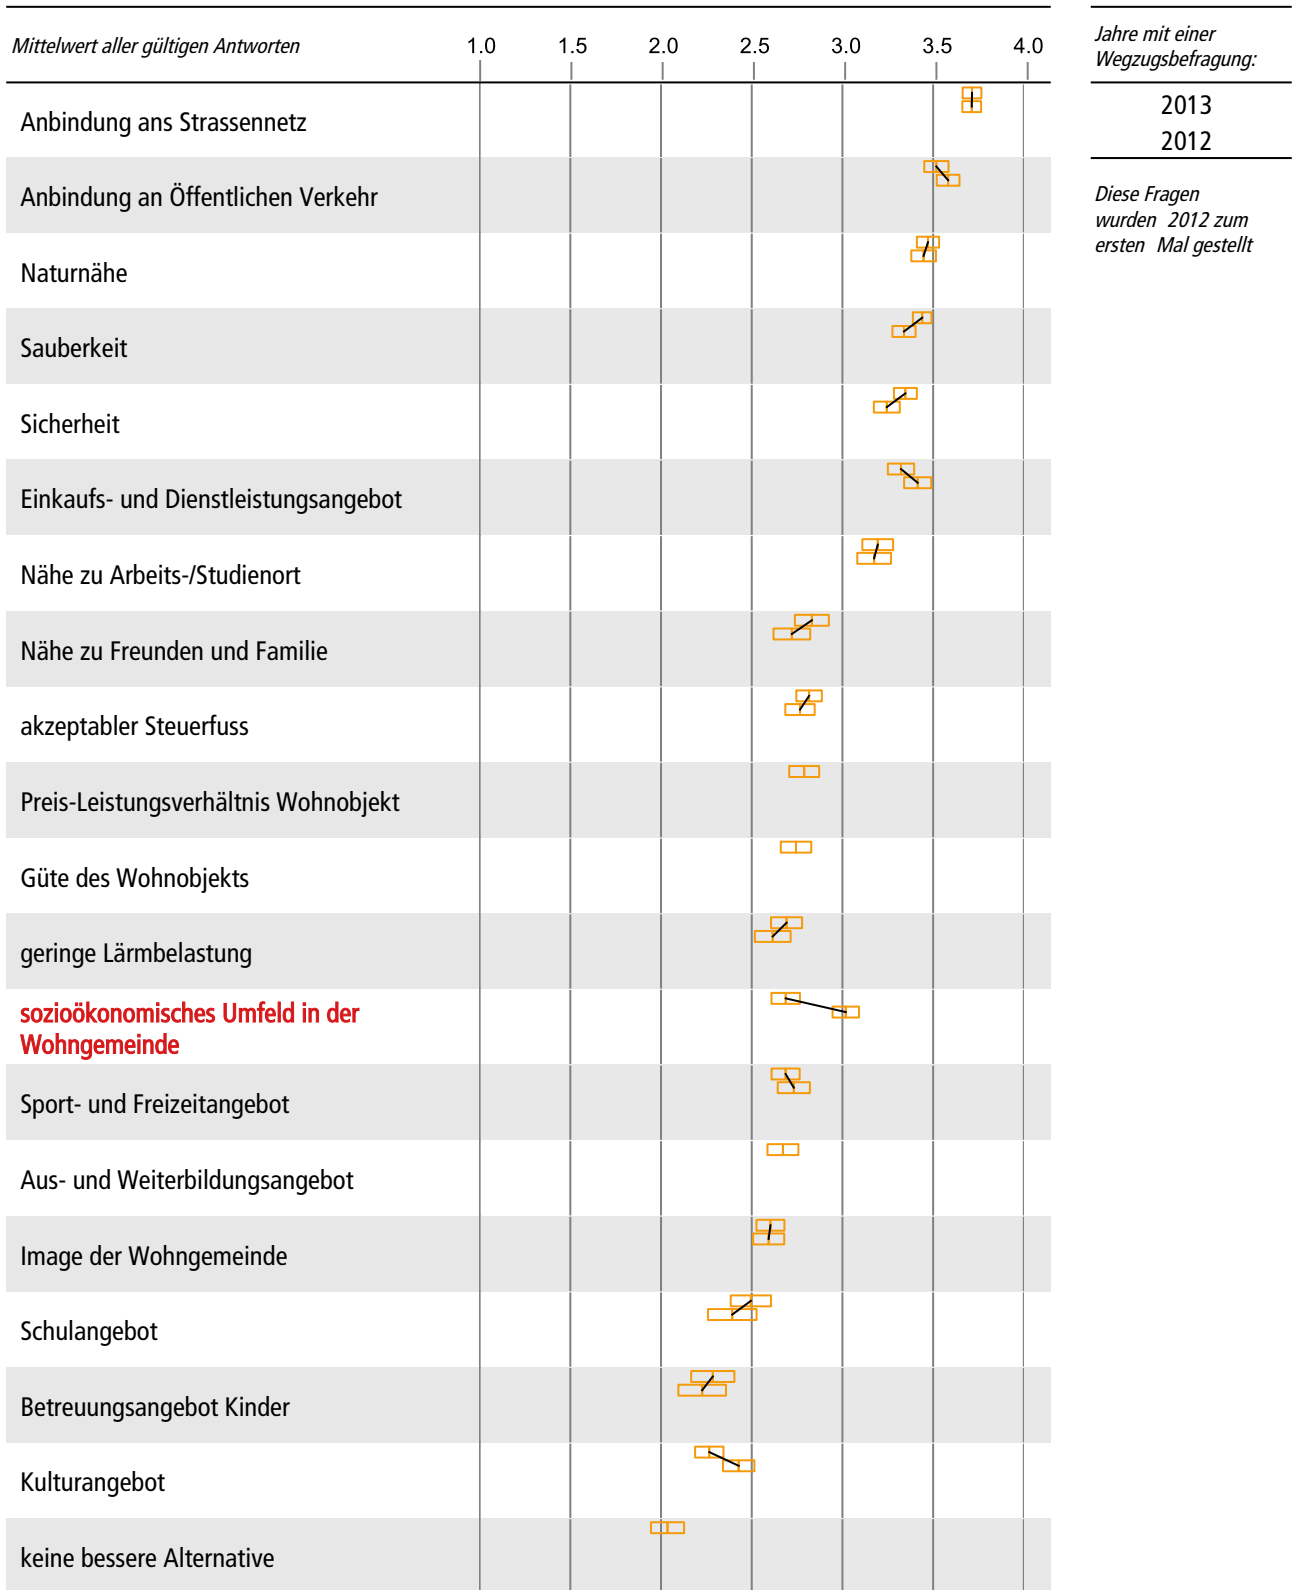 Mittelwert aller gültigen Antworten 1.0 1.5 2.0 2.5 3.0 3.5 4.0
Anbindung ans Strassennetz
Anbindung an Öffentlichen Verkehr
Naturnähe
Sauberkeit
Sicherheit
Einkaufs- und Dienstleistungsangebot
Nähe zu Arbeits-/Studienort
Nähe zu Freunden und Familie
akzeptabler Steuerfuss
Preis-Leistungsverhältnis Wohnobjekt
Güte des Wohnobjekts
geringe Lärmbelastung
sozioökonomisches Umfeld in der
Wohngemeinde
Sport- und Freizeitangebot
Aus- und Weiterbildungsangebot
Image der Wohngemeinde
Schulangebot
Betreuungsangebot Kinder
Kulturangebot
keine bessere Alternative
Jahre mit einer
Wegzugsbefragung:
2013
2012
Diese Fragen
wurden 2012 zum
ersten Mal gestellt